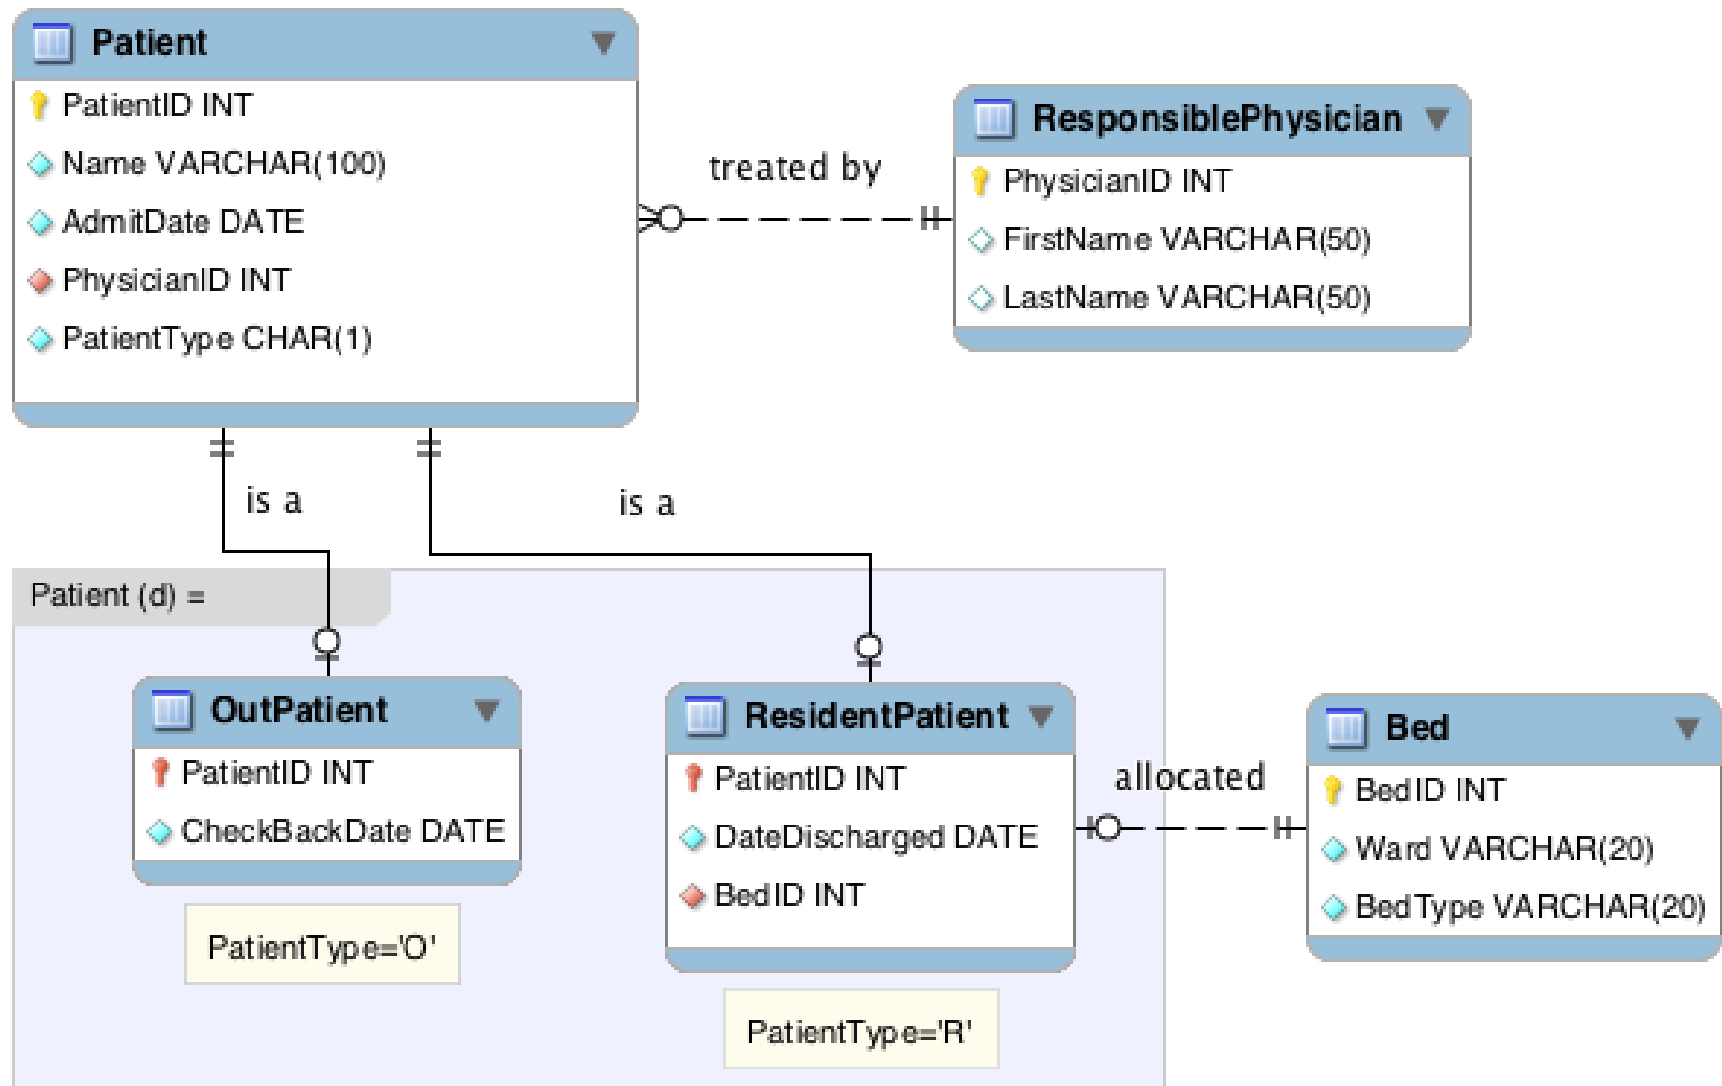 Patient
PatientID INT
Name VARCHAR(100)
AdmitDate DATE
PhysicianID INT
PatientType CHAR(1)
treated by
ResponsiblePhysician
PhysicianID INT
FirstName VARCHAR(50)
LastName VARCHAR(50)
is a
is a
Patient (d) =
OutPatient
PatientID INT
CheckBackDate DATE
PatientType='O'
ResidentPatient
PatientID INT
DateDischarged DATE
BedID INT
PatientType='R'
allocated
Bed
BedID INT
Ward VARCHAR(20)
BedType VARCHAR(20)